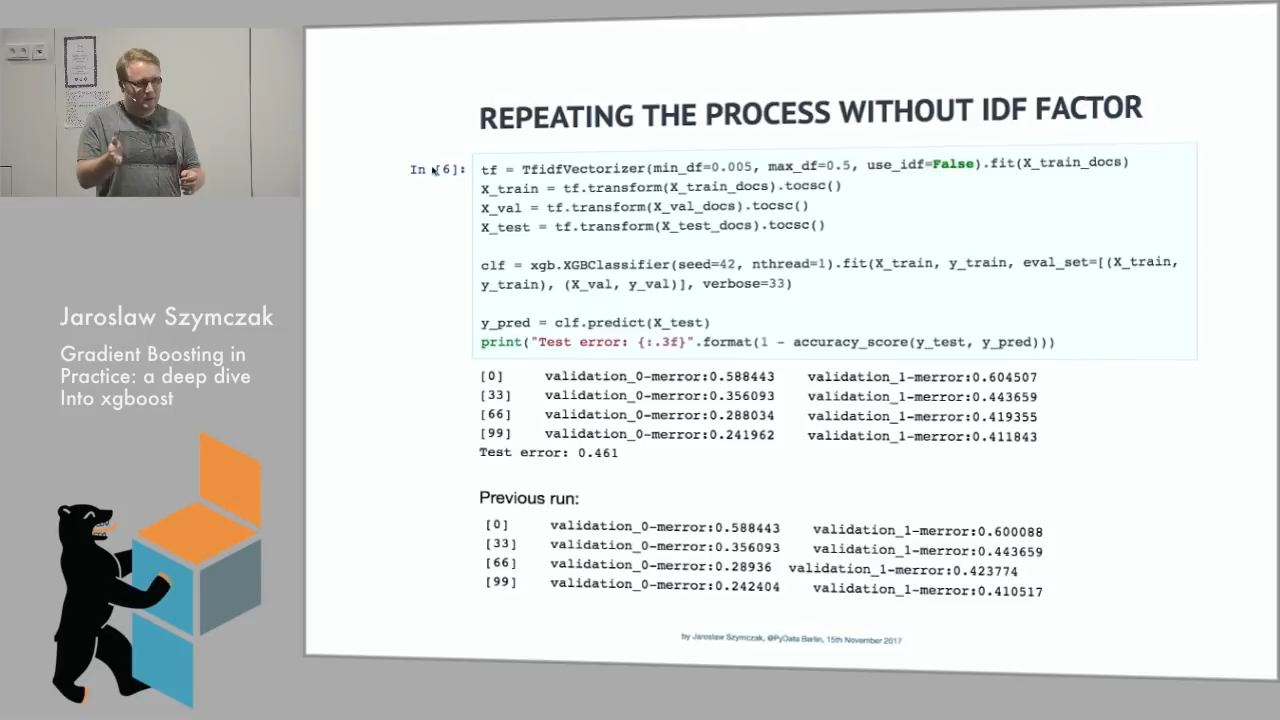 REPEATING THE PROCESS WITHOUT IDF FACTOR
In [6]:
tf = TfidfVectorizer(min_df=0.005, max_df=0.5, use_idf=False).fit(X_train_docs)
X_train = tf.transform(X_train_docs).tocsc()
X_val = tf.transform(X_val_docs).tocsc()
X_test = tf.transform(X_test_docs).tocsc()
clf = xgb.XGBClassifier(seed=42, nthread=1).fit(X_train, y_train, eval_set=[(X_train,
y_train), (X_val, y_val)], verbose=33)
y_pred = clf.predict(X_test)
print("Test error: {:.3f}".format(1 - accuracy_score(y_test, y_pred)))
[0] validation_0-merror:0.588443 validation_1-merror:0.604507
[33] validation_0-merror:0.356093 validation_1-merror:0.443659
[66] validation_0-merror:0.288034 validation_1-merror:0.419355
[99] validation_0-merror:0.241962 validation_1-merror:0.411843
Test error: 0.461
Previous run:
[0] validation_0-merror:0.588443 validation_1-merror:0.600088
[33] validation_0-merror:0.356093 validation_1-merror:0.443659
[66] validation_0-merror:0.28936 validation_1-merror:0.423774
[99] validation_0-merror:0.242404 validation_1-merror:0.410517
by Jaroslaw Szymczak, @PyData Berlin, 15th November 2017
Jaroslaw Szymczak
Gradient Boosting in
Practice: a deep dive
Into xgboost